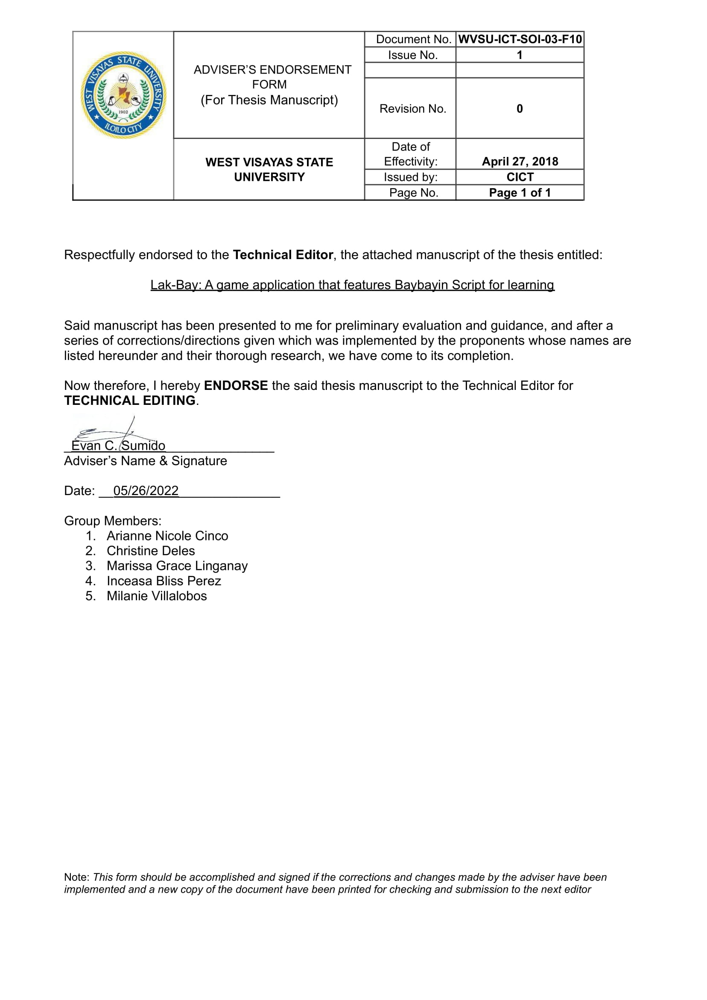 WEST VISAYAS STATE UNIVERSITY
1902
ILOILO CITY
ADVISER’S ENDORSEMENT
FORM
(For Thesis Manuscript)
WEST VISAYAS STATE
UNIVERSITY
Document No. WVSU-ICT-SOI-03-F10
Issue No. 1
Revision No. 0
Date of
Effectivity: April 27, 2018
Issued by: CICT
Page No. Page 1 of 1
Respectfully endorsed to the Technical Editor, the attached manuscript of the thesis entitled:
Lak-Bay: A game application that features Baybayin Script for learning
Said manuscript has been presented to me for preliminary evaluation and guidance, and after a
series of corrections/directions given which was implemented by the proponents whose names are
listed hereunder and their thorough research, we have come to its completion.
Now therefore, I hereby ENDORSE the said thesis manuscript to the Technical Editor for
TECHNICAL EDITING.
Evan C. Sumido
Adviser’s Name & Signature
Date: 05/26/2022
Group Members:
1. Arianne Nicole Cinco
2. Christine Deles
3. Marissa Grace Linganay
4. Inceasa Bliss Perez
5. Milanie Villalobos
Note: This form should be accomplished and signed if the corrections and changes made by the adviser have been
implemented and a new copy of the document have been printed for checking and submission to the next editor